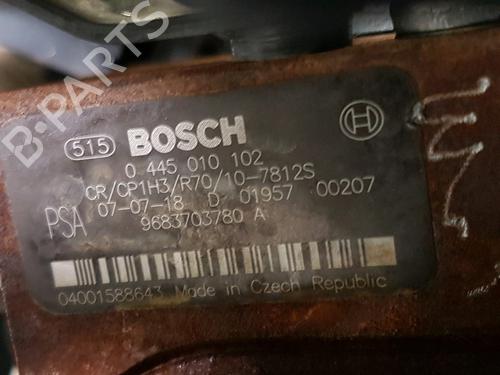 B-PARTS
515 BOSCH
0 445 010 102
CR/CP1H3/R70/10-7812S
PSA 07-07-18 D 01957 00207
9683703780 A
04001588643 Made in Czech Republic